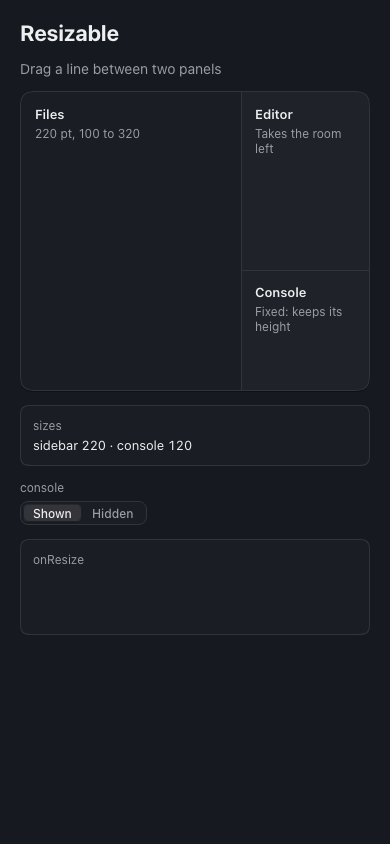 Resizable
Drag a line between two panels
Files
220 pt, 100 to 320
Editor
Takes the room
left
Console
Fixed: keeps its
height
sizes
sidebar 220 · console 120
console
Shown
Hidden
onResize